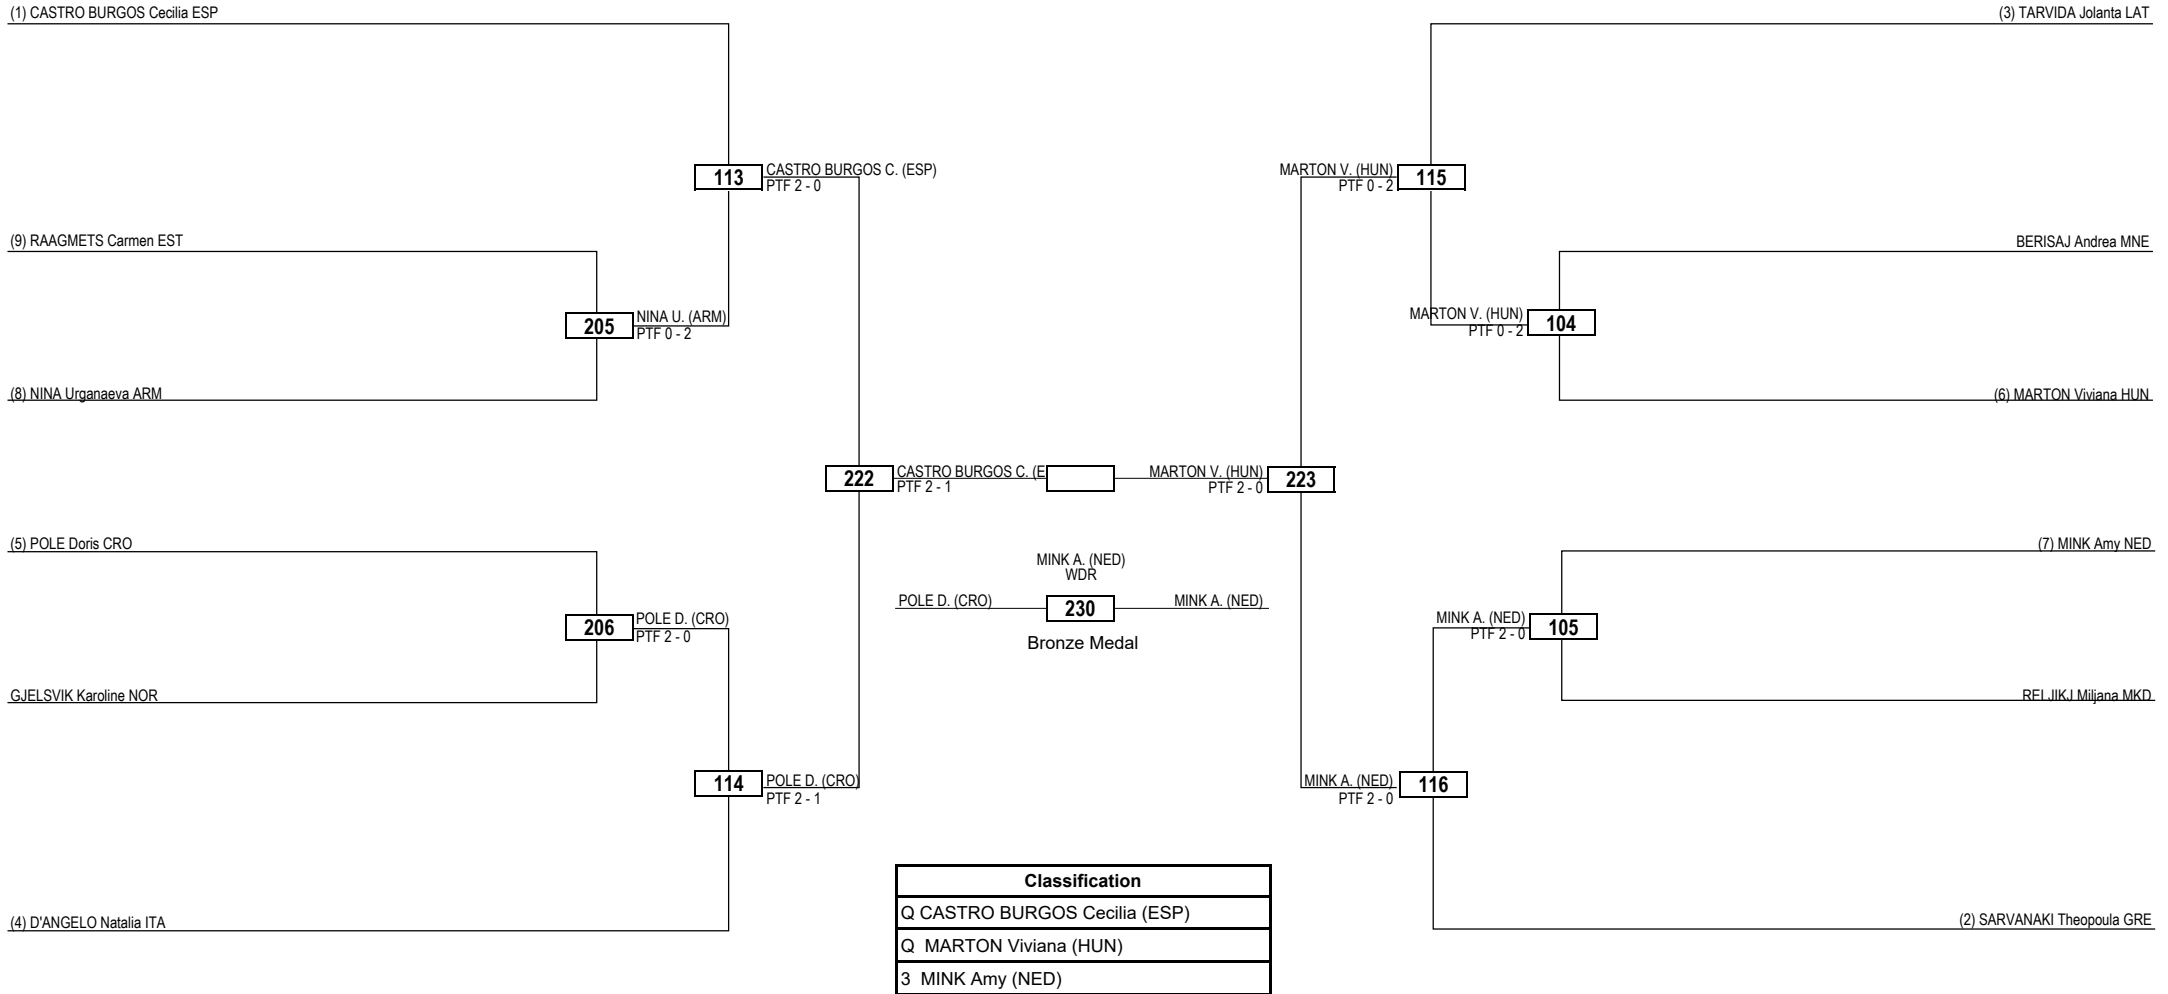 (1) CASTRO BURGOS Cecilia ESP
(3) TARVIDA Jolanta LAT
113
CASTRO BURGOS C. (ESP)
PTF 2 - 0
MARTON V. (HUN)
PTF 0 - 2
115
(9) RAAGMETS Carmen EST
BERISAJ Andrea MNE
205
NINA U. (ARM)
PTF 0 - 2
MARTON V. (HUN)
PTF 0 - 2
104
(8) NINA Urganaeva ARM
(6) MARTON Viviana HUN
222
CASTRO BURGOS C. (E
PTF 2 - 1
MARTON V. (HUN)
PTF 2 - 0
223
(5) POLE Doris CRO
(7) MINK Amy NED
MINK A. (NED)
WDR
POLE D. (CRO)
230
MINK A. (NED)
Bronze Medal
206
POLE D. (CRO)
PTF 2 - 0
MINK A. (NED)
PTF 2 - 0
105
GJELSVIK Karoline NOR
RELJIKJ Miljana MKD
114
POLE D. (CRO)
PTF 2 - 1
MINK A. (NED)
PTF 2 - 0
116
(4) D'ANGELO Natalia ITA
(2) SARVANAKI Theopoula GRE
Classification
Q CASTRO BURGOS Cecilia (ESP)
Q MARTON Viviana (HUN)
3 MINK Amy (NED)